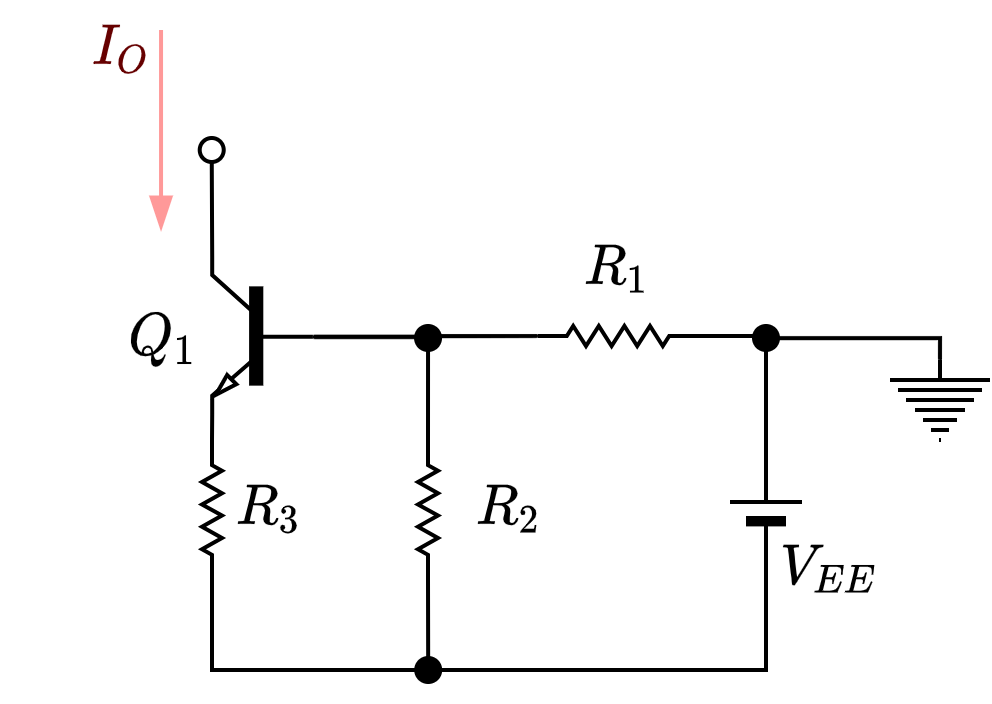 I_O
R_1
Q_1
R_3
R_2
V_EE